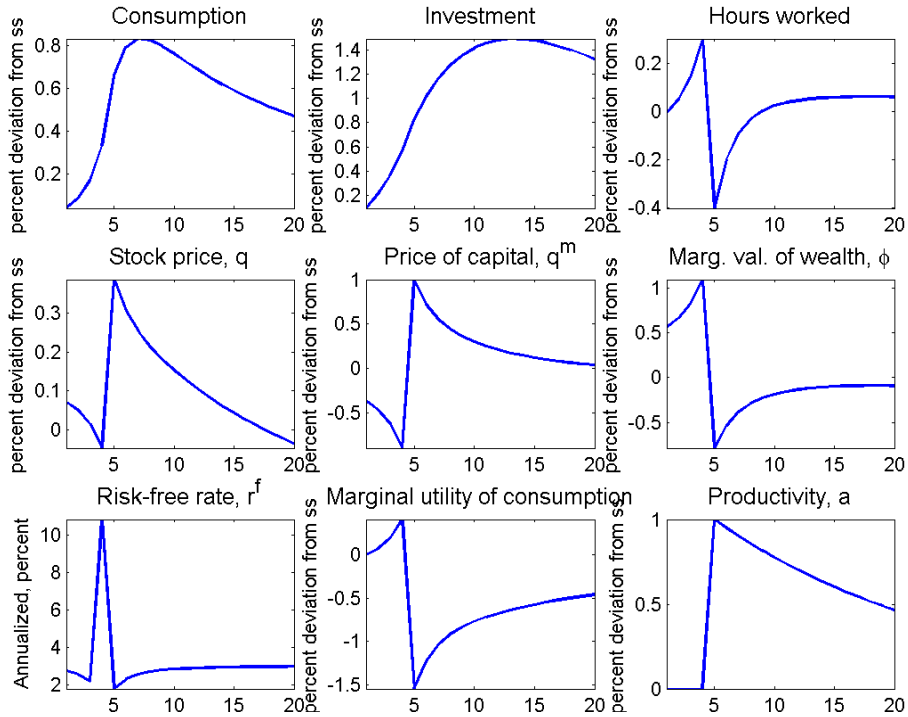 Consumption
percent deviation from ss
0.8
0.6
0.4
0.2
5 10 15 20
Investment
percent deviation from ss
1.4
1.2
1
0.8
0.6
0.4
0.2
5 10 15 20
Hours worked
percent deviation from ss
0.2
0
-0.2
-0.4
5 10 15 20
Stock price, q
percent deviation from ss
0.3
0.2
0.1
0
5 10 15 20
Price of capital, q^m
percent deviation from ss
1
0.5
0
-0.5
5 10 15 20
Marg. val. of wealth, ϕ
percent deviation from ss
1
0.5
0
-0.5
5 10 15 20
Risk-free rate, r^f
Annualized, percent
10
8
6
4
2
5 10 15 20
Marginal utility of consumption
percent deviation from ss
0
-0.5
-1
-1.5
5 10 15 20
Productivity, a
percent deviation from ss
1
0.5
0
5 10 15 20